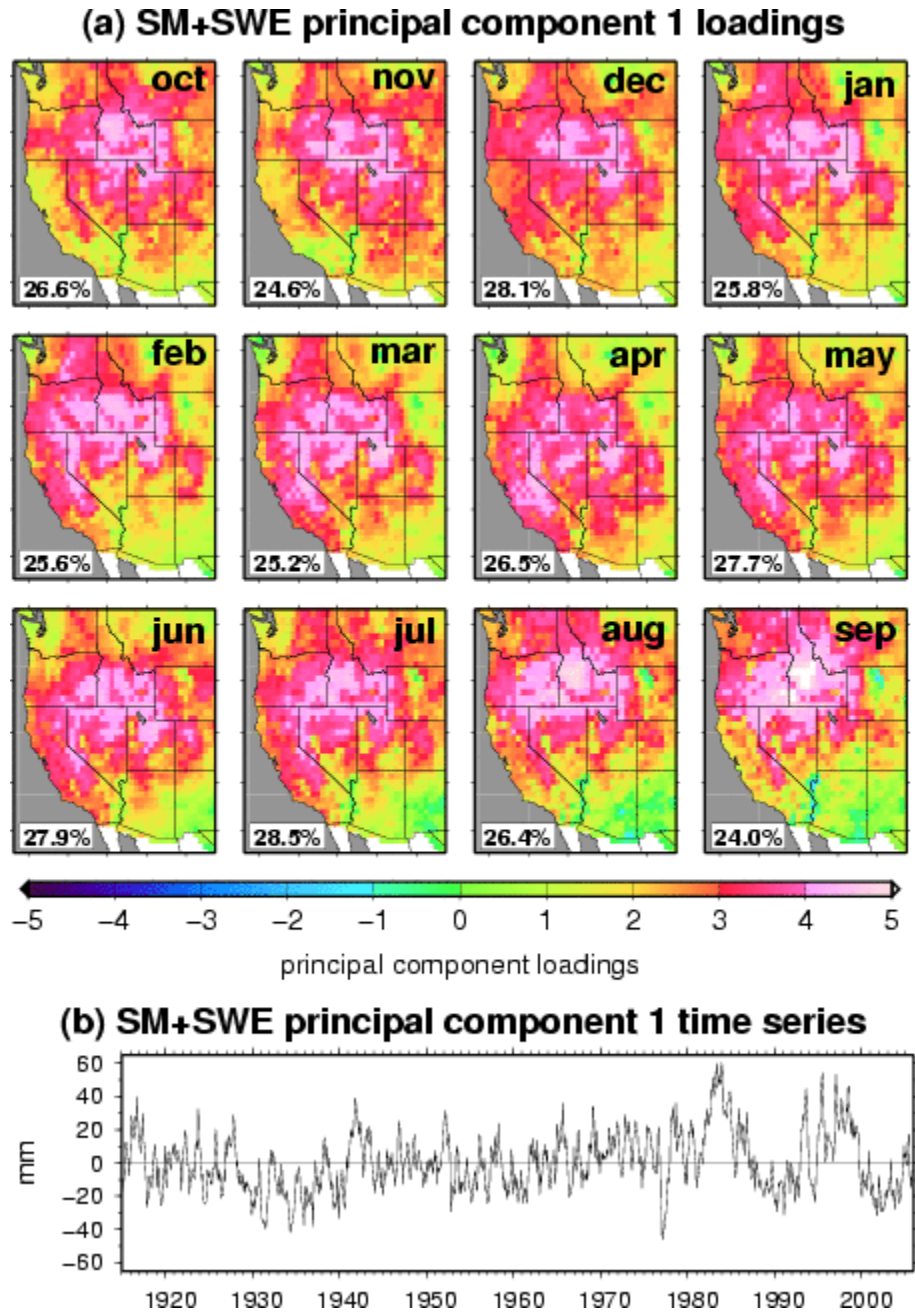 (a) SM+SWE principal component 1 loadings
oct nov dec jan
26.6% 24.6% 28.1% 25.8%
feb mar apr may
25.6% 25.2% 26.5% 27.7%
jun jul aug sep
27.9% 28.5% 26.4% 24.0%
−5 −4 −3 −2 −1 0 1 2 3 4 5
principal component loadings
(b) SM+SWE principal component 1 time series
60
40
20
0
−20
−40
−60
mm
1920 1930 1940 1950 1960 1970 1980 1990 2000